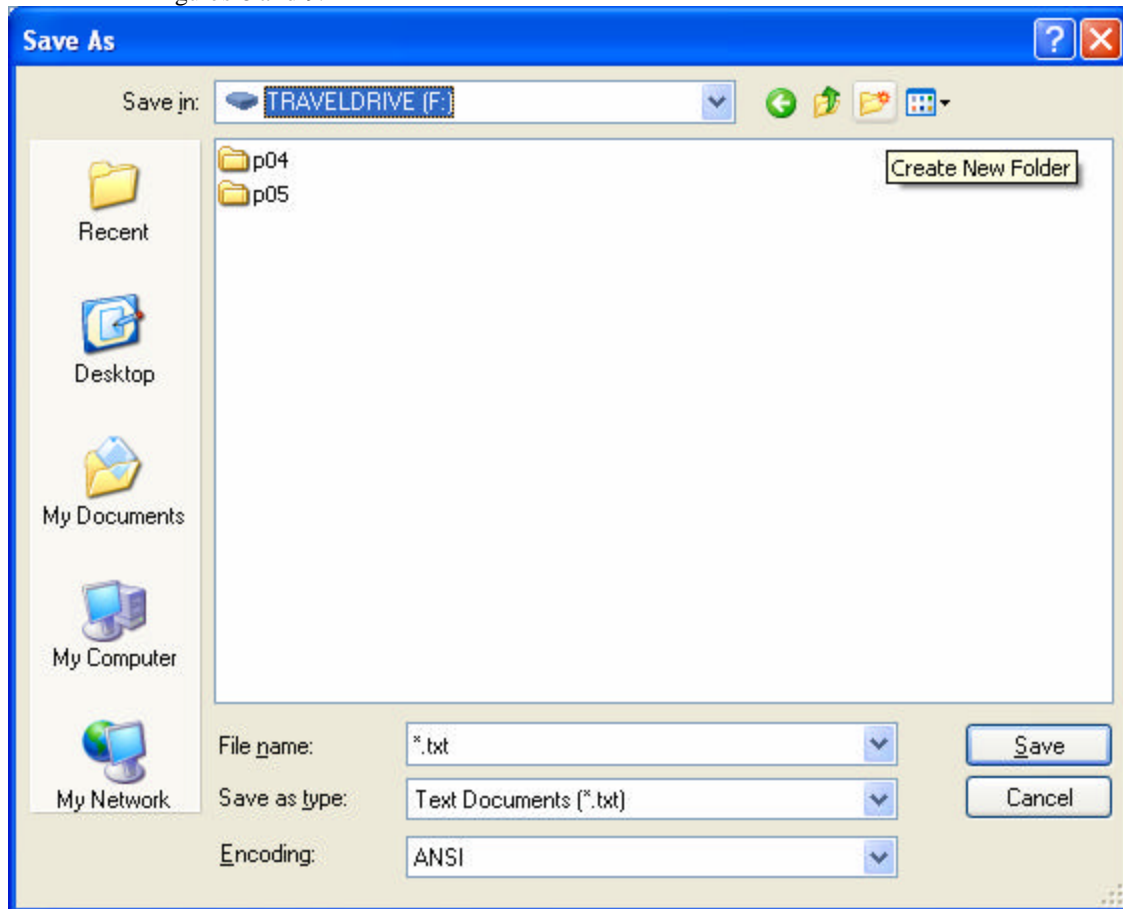 Save As
Save in: TRAVELDRIVE (F:)
p04
p05
Create New Folder
Recent
Desktop
My Documents
My Computer
My Network
File name: *.txt
Save
Save as type: Text Documents (*.txt)
Cancel
Encoding: ANSI